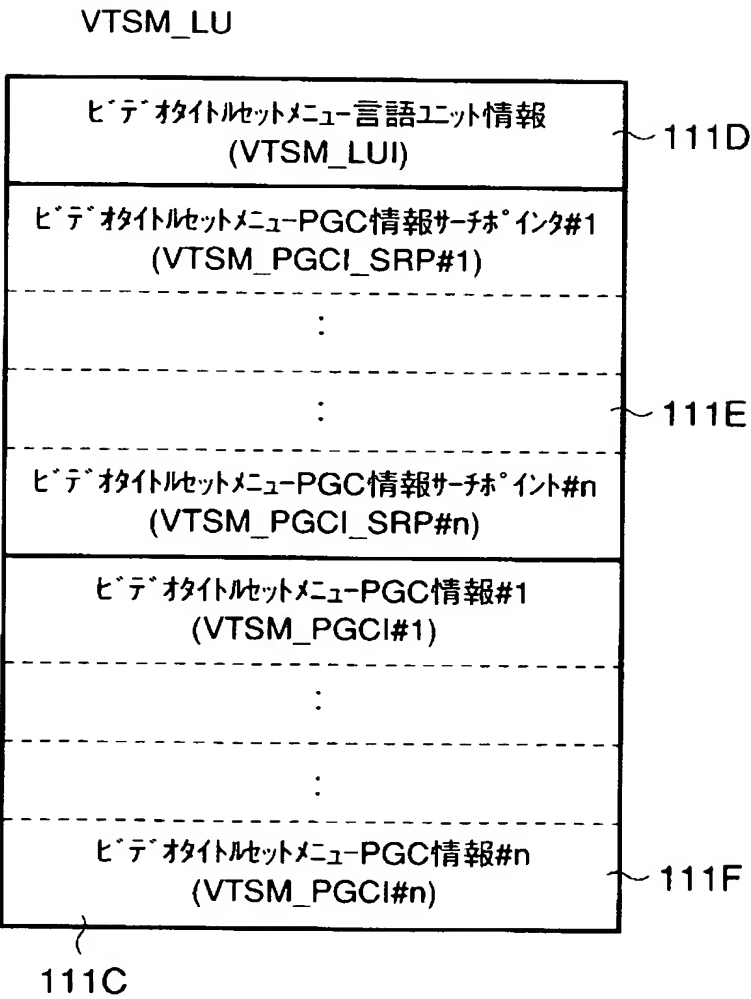 VTSM_LU
ビデオタイトルセットメニュー言語ユニット情報
(VTSM_LUI)
111D
ビデオタイトルセットメニューPGC情報サーチポインタ#1
(VTSM_PGCI_SRP#1)
:
:
111E
ビデオタイトルセットメニューPGC情報サーチポイント#n
(VTSM_PGCI_SRP#n)
ビデオタイトルセットメニューPGC情報#1
(VTSM_PGCI#1)
:
:
ビデオタイトルセットメニューPGC情報#n
(VTSM_PGCI#n)
111F
111C